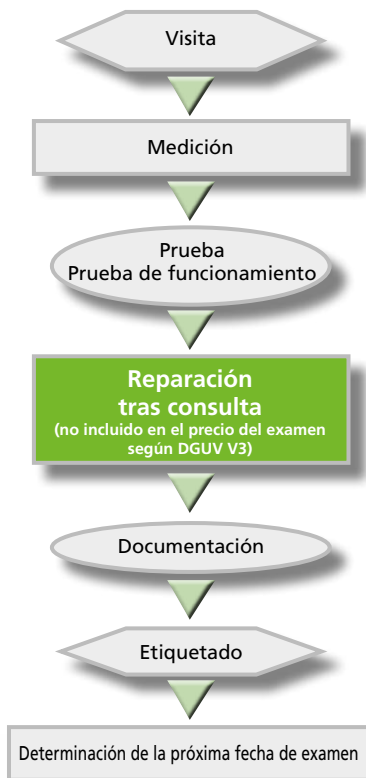 Visita
Medición
Prueba
Prueba de funcionamiento
Reparación
tras consulta
(no incluido en el precio del examen
según DGUV V3)
Documentación
Etiquetado
Determinación de la próxima fecha de examen